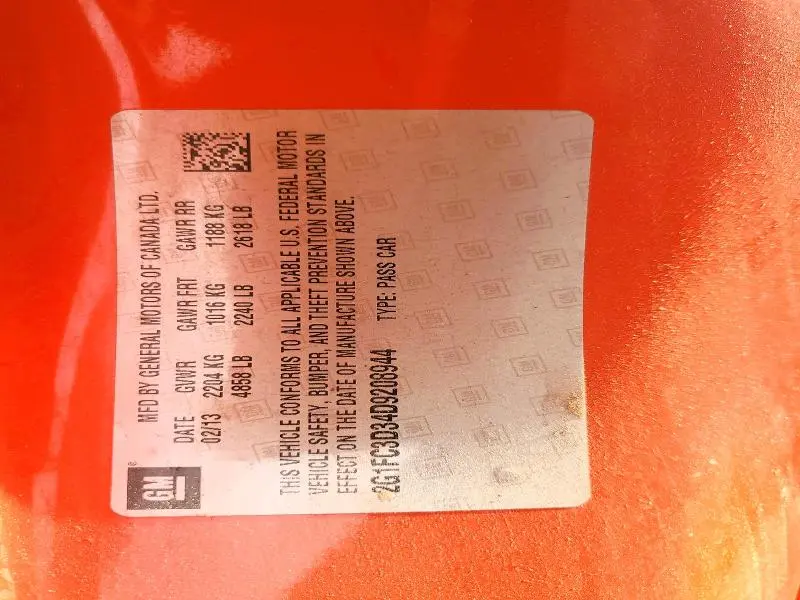 GM
MFD BY GENERAL MOTORS OF CANADA LTD.
DATE GVWR GAWR FRT GAWR RR
02/13 2204 KG 1016 KG 1188 KG
4858 LB 2240 LB 2618 LB
THIS VEHICLE CONFORMS TO ALL APPLICABLE U.S. FEDERAL MOTOR
VEHICLE SAFETY, BUMPER, AND THEFT PREVENTION STANDARDS IN
EFFECT ON THE DATE OF MANUFACTURE SHOWN ABOVE.
2G1FC3D34D9208944 TYPE: PASS CAR